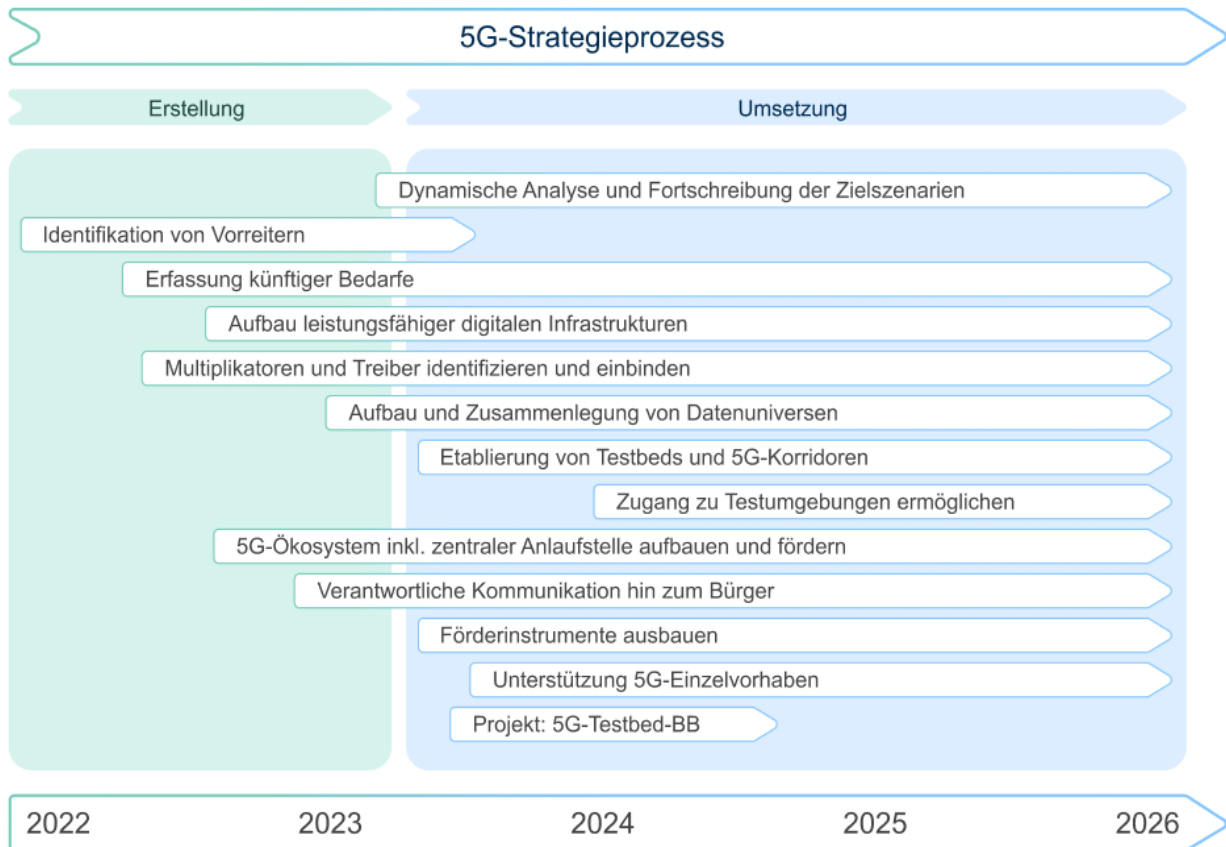 5G-Strategieprozess
Erstellung
Umsetzung
Dynamische Analyse und Fortschreibung der Zielszenarien
Identifikation von Vorreitern
Erfassung künftiger Bedarfe
Aufbau leistungsfähiger digitalen Infrastrukturen
Multiplikatoren und Treiber identifizieren und einbinden
Aufbau und Zusammenlegung von Datenuniversen
Etablierung von Testbeds und 5G-Korridoren
Zugang zu Testumgebungen ermöglichen
5G-Ökosystem inkl. zentraler Anlaufstelle aufbauen und fördern
Verantwortliche Kommunikation hin zum Bürger
Förderinstrumente ausbauen
Unterstützung 5G-Einzelvorhaben
Projekt: 5G-Testbed-BB
2022 2023 2024 2025 2026